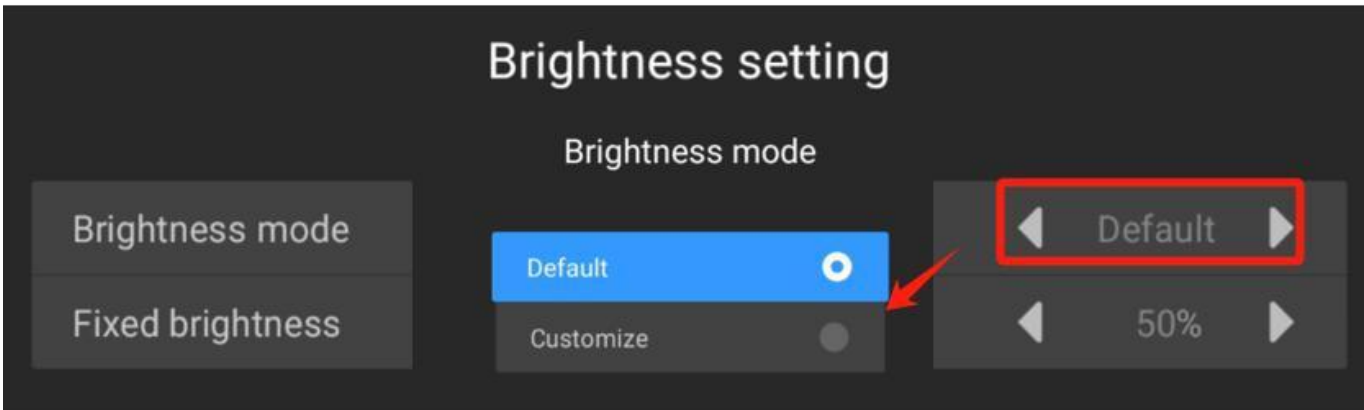 Brightness setting
Brightness mode
Brightness mode
Default
Default
Fixed brightness
Customize
50%